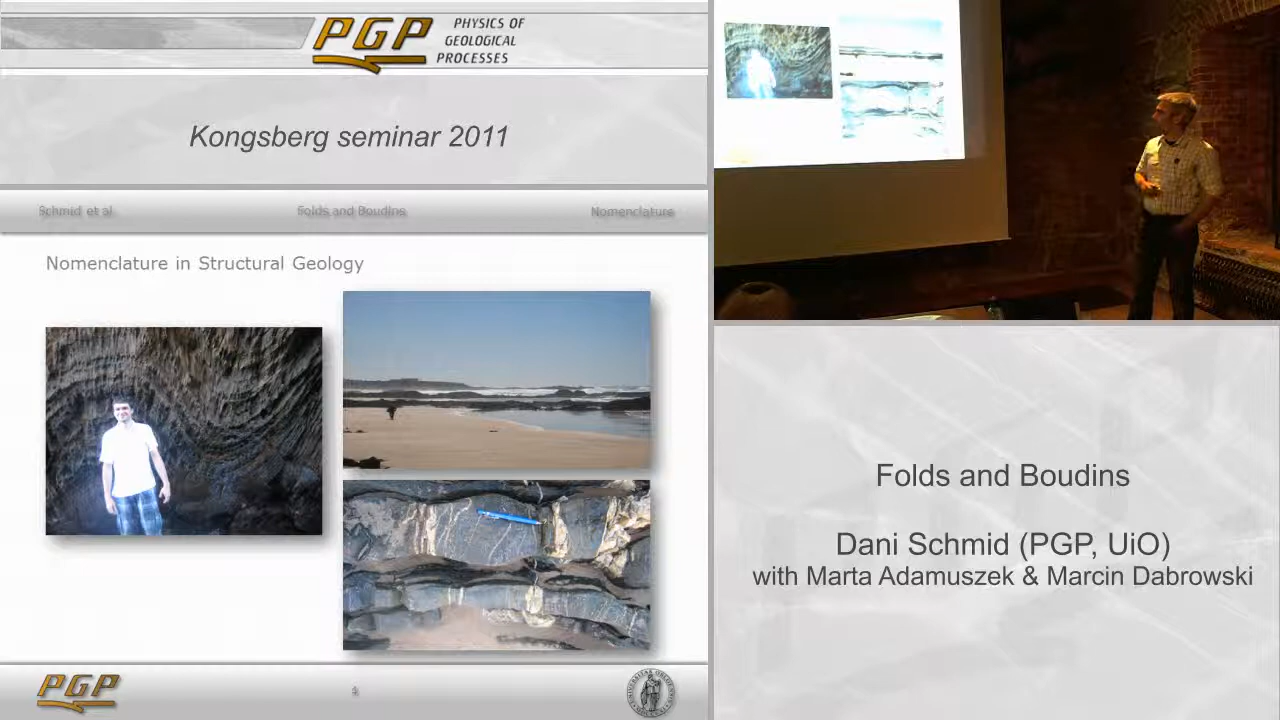 PGP
PHYSICS OF
GEOLOGICAL
PROCESSES
Kongsberg seminar 2011
Schmid et al
Folds and Boudins
Nomenclature
Nomenclature in Structural Geology
PGP
Folds and Boudins
Dani Schmid (PGP, UiO)
with Marta Adamuszek & Marcin Dabrowski